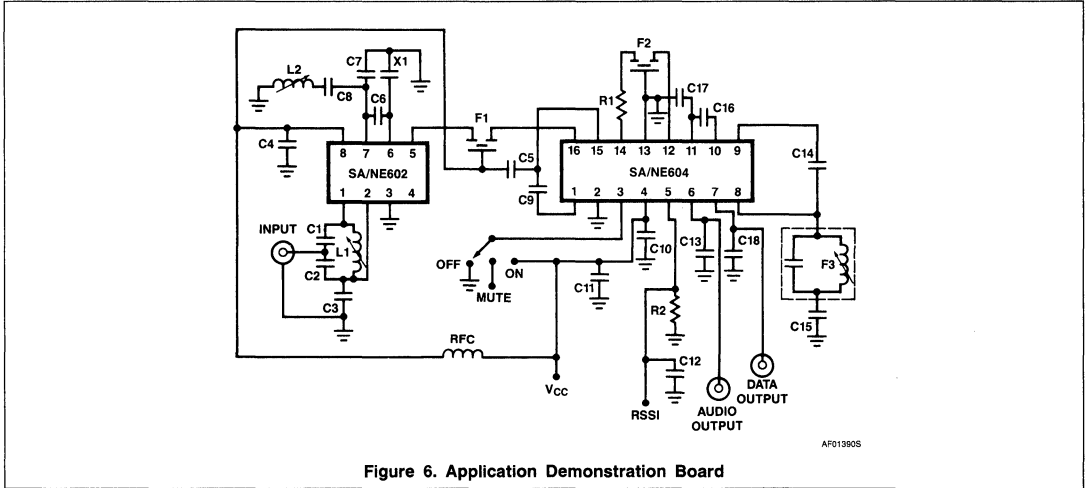 F2
L2
C7
X1
C17
C8
C6
R1
C16
F1
C4
8 7 6 5
16 15 14 13 12 11 10 9
C14
SA/NE602
C5
SA/NE604
1 2 3 4
C9
1 2 3 4 5 6 7 8
INPUT
C1
L1
C2
C3
OFF
ON
MUTE
C10
C13
C18
F3
C11
R2
C15
RFC
C12
VCC
RSSI
DATA
OUTPUT
AUDIO
OUTPUT
AF01390S
Figure 6. Application Demonstration Board